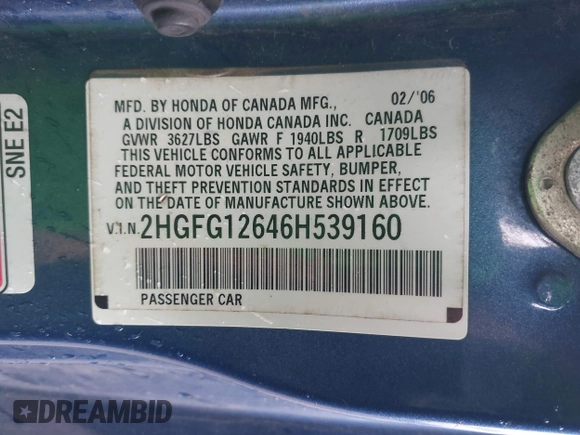 MFD. BY HONDA OF CANADA MFG., 02/'06
A DIVISION OF HONDA CANADA INC. CANADA
GVWR 3627LBS GAWR F 1940LBS R 1709LBS
THIS VEHICLE CONFORMS TO ALL APPLICABLE
FEDERAL MOTOR VEHICLE SAFETY, BUMPER,
AND THEFT PREVENTION STANDARDS IN EFFECT
ON THE DATE OF MANUFACTURE SHOWN ABOVE.
V.I.N. 2HGFG12646H539160
PASSENGER CAR
SNE E2
DREAMBID